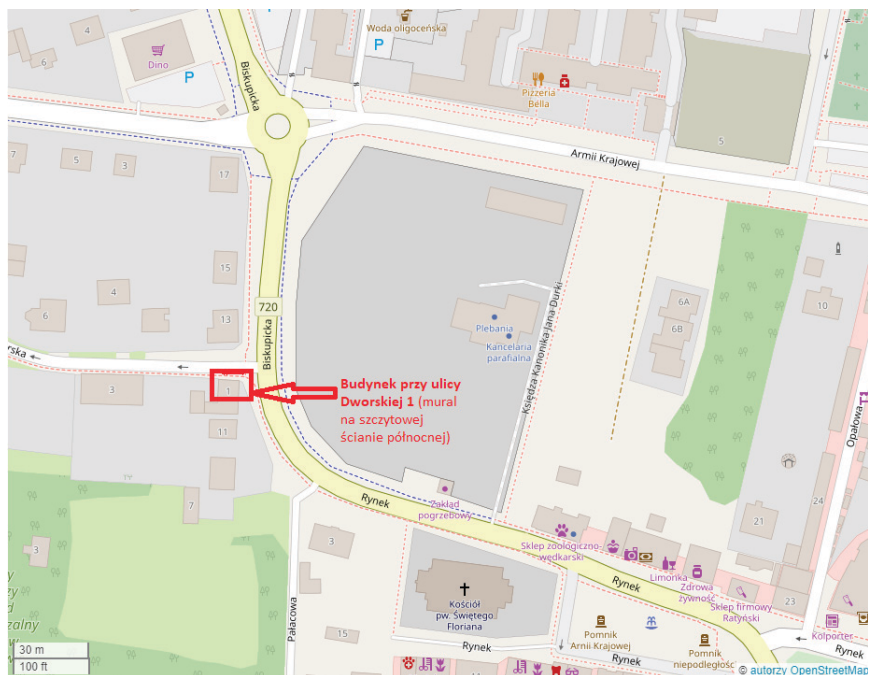 4
6
Dino
P
Biskupicka
Woda oligoceńska
P
Pizzeria
Bella
5
Armii Krajowej
7
5
3
17
15
4
6
13
720
Biskupicka
Plebania
Kancelaria
parafialna
Księdza Kanonika Jana Durki
6A
6B
10
Opałowa
rska
3
1
11
7
3
Budynek przy ulicy
Dworskiej 1 (mural
na szczytowej
ścianie północnej)
Rynek
Zakład
pogrzebowy
Sklep zoologiczno-
wędkarski
Rynek
Limonka
Zdrowa
żywność
Sklep firmowy
Ratyński
21
24
23
Kolporter
3
Pałacowa
15
Kościół
pw. Świętego
Floriana
Rynek
Pomnik
Armii Krajowej
Rynek
Pomnik
niepodległość
30 m
100 ft
© autorzy OpenStreetMap